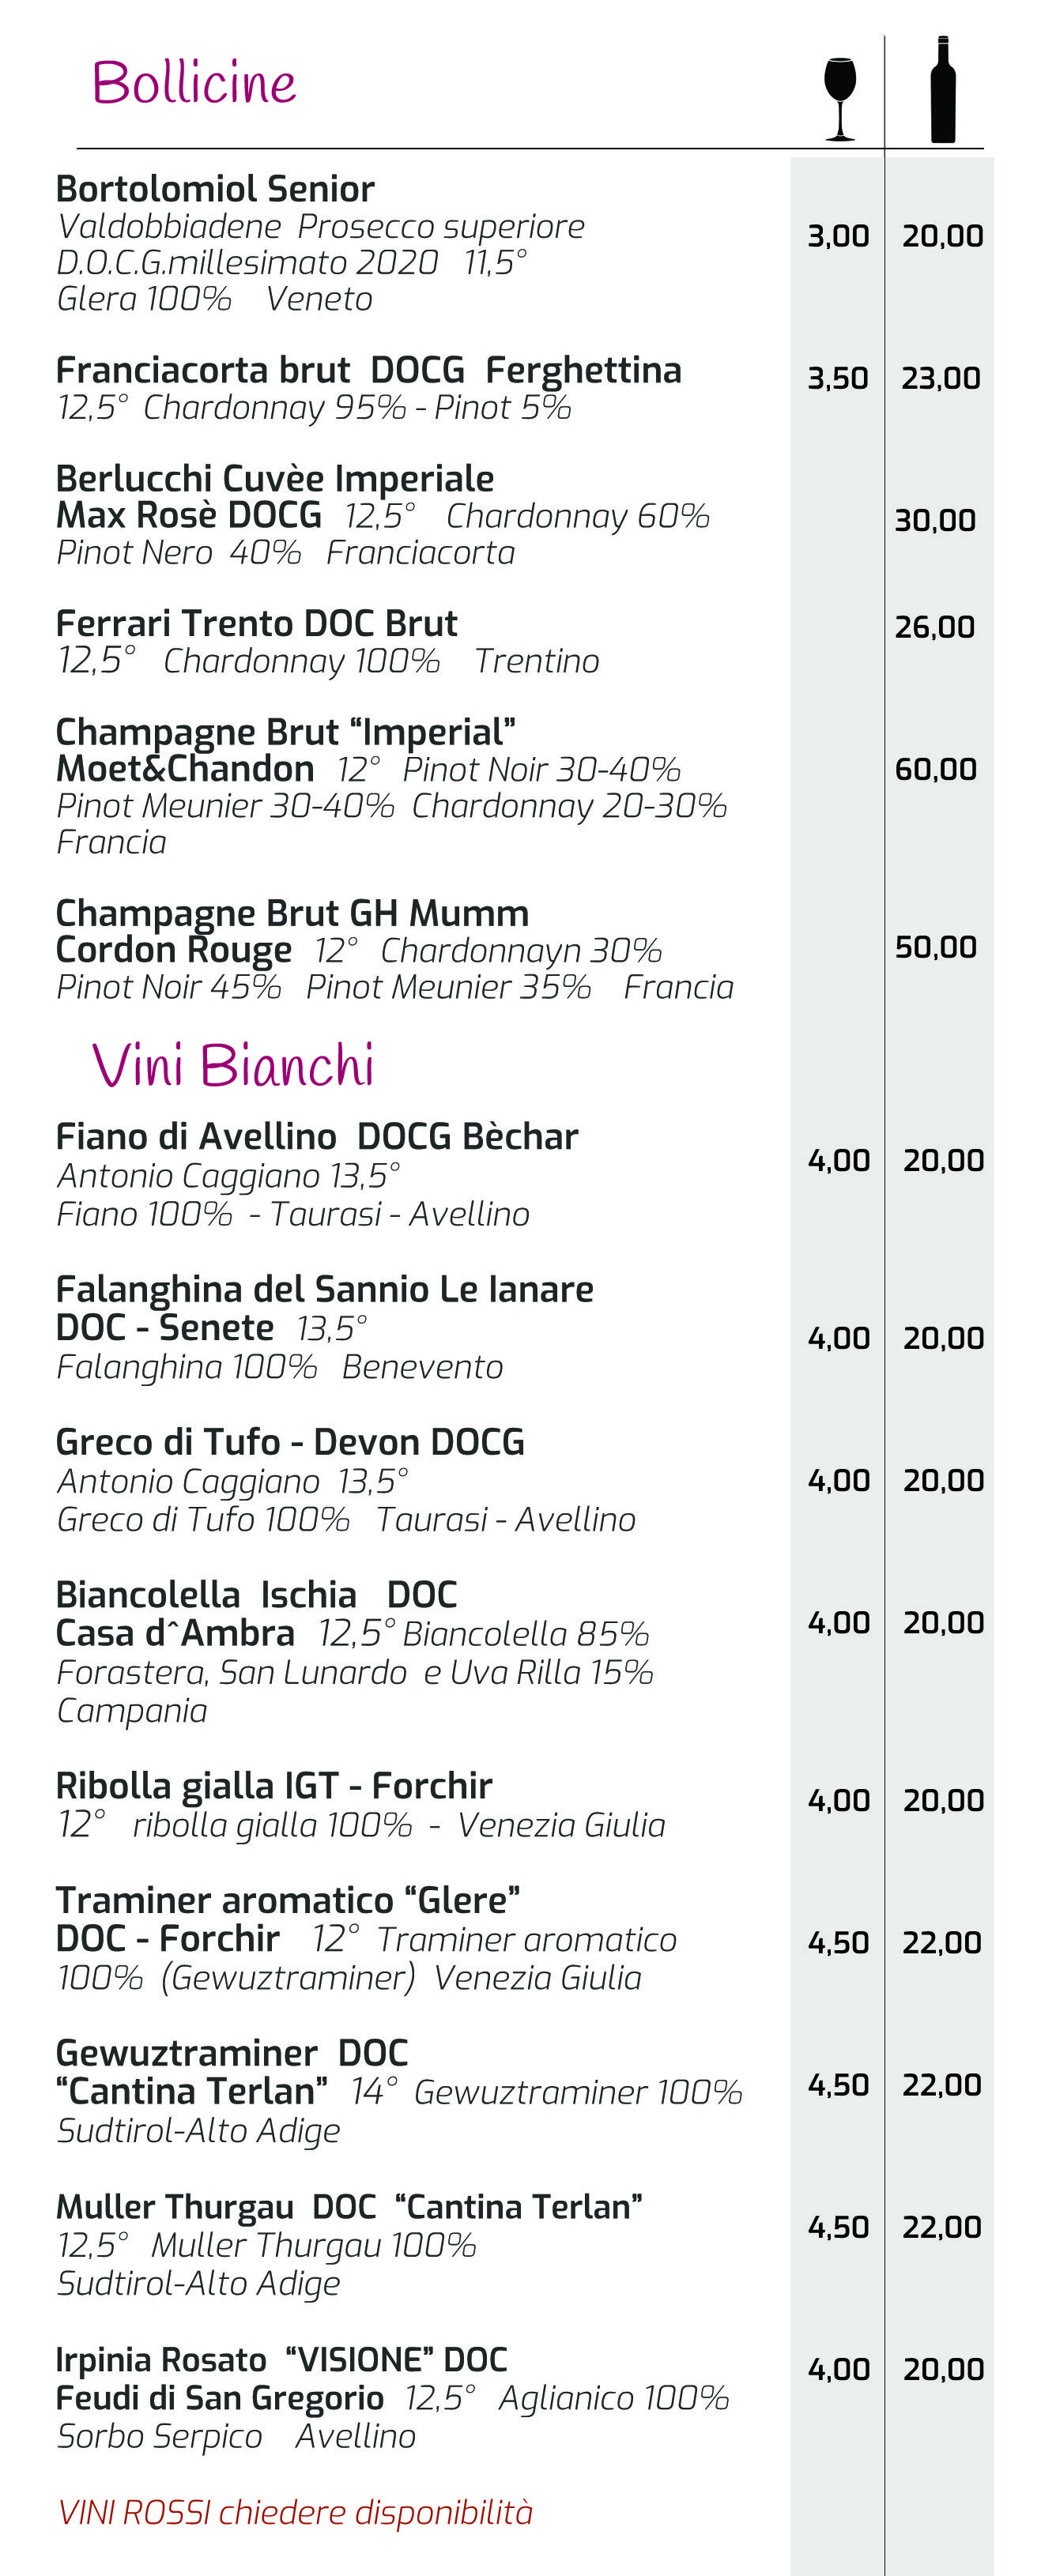 Bollicine
Bortolomiol Senior
Valdobbiadene Prosecco superiore
3,00 20,00
D.O.C.G.millesimato 2020 11,5°
Glera 100% Veneto
Franciacorta brut DOCG Ferghettina 3,50 23,00
12,5° Chardonnay 95% - Pinot 5%
Berlucchi Cuvèe Imperiale
Max Rosè DOCG 12,5° Chardonnay 60% 30,00
Pinot Nero 40% Franciacorta
Ferrari Trento DOC Brut 26,00
12,5° Chardonnay 100% Trentino
Champagne Brut “Imperial”
Moet&Chandon 12° Pinot Noir 30-40% 60,00
Pinot Meunier 30-40% Chardonnay 20-30%
Francia
Champagne Brut GH Mumm
Cordon Rouge 12° Chardonnayn 30% 50,00
Pinot Noir 45% Pinot Meunier 35% Francia
Vini Bianchi
Fiano di Avellino DOCG Bèchar
Antonio Caggiano 13,5° 4,00 20,00
Fiano 100% - Taurasi - Avellino
Falanghina del Sannio Le Ianare
DOC - Senete 13,5° 4,00 20,00
Falanghina 100% Benevento
Greco di Tufo - Devon DOCG
Antonio Caggiano 13,5° 4,00 20,00
Greco di Tufo 100% Taurasi - Avellino
Biancolella Ischia DOC
Casa d^Ambra 12,5° Biancolella 85% 4,00 20,00
Forastera, San Lunardo e Uva Rilla 15%
Campania
Ribolla gialla IGT - Forchir 4,00 20,00
12° ribolla gialla 100% - Venezia Giulia
Traminer aromatico “Glere”
DOC - Forchir 12° Traminer aromatico 4,50 22,00
100% (Gewuztraminer) Venezia Giulia
Gewuztraminer DOC
“Cantina Terlan” 14° Gewuztraminer 100% 4,50 22,00
Sudtirol-Alto Adige
Muller Thurgau DOC “Cantina Terlan”
12,5° Muller Thurgau 100% 4,50 22,00
Sudtirol-Alto Adige
Irpinia Rosato “VISIONE” DOC 4,00 20,00
Feudi di San Gregorio 12,5° Aglianico 100%
Sorbo Serpico Avellino
VINI ROSSI chiedere disponibilità